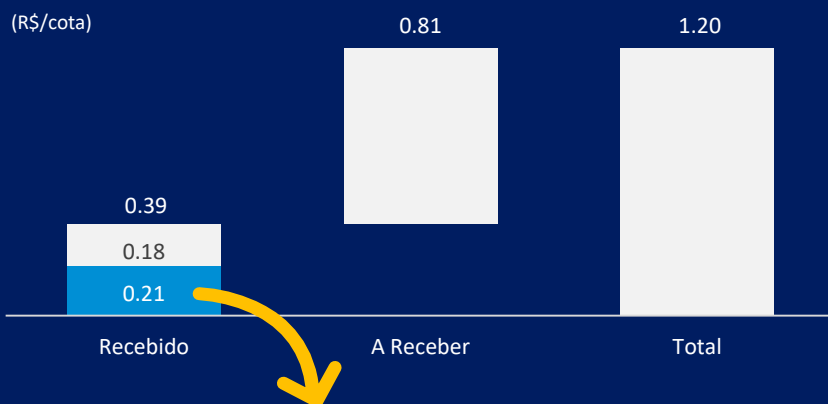 (R$/cota)
0.81
1.20
0.39
0.18
0.21
Recebido
A Receber
Total